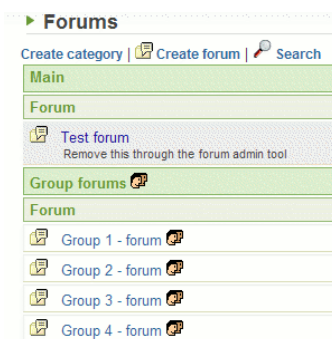 Forums
Create category | Create forum | Search
Main
Forum
Test forum
Remove this through the forum admin tool
Group forums
Forum
Group 1 - forum
Group 2 - forum
Group 3 - forum
Group 4 - forum